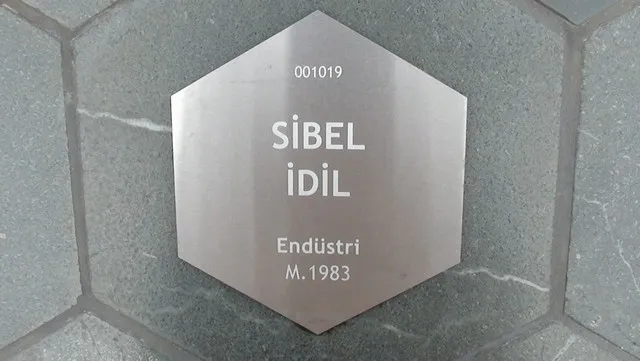 001019
SİBEL
İDİL
Endüstri
M.1983